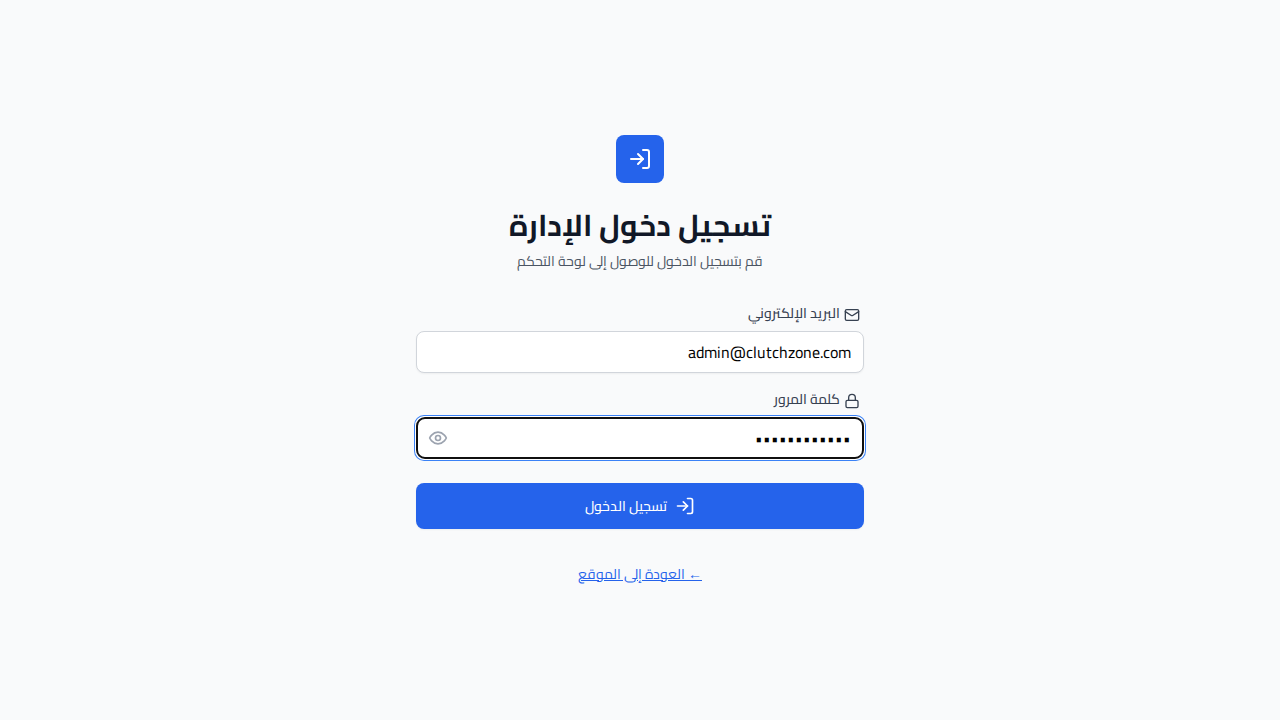 تسجيل دخول الإدارة
قم بتسجيل الدخول للوصول إلى لوحة التحكم
البريد الإلكتروني
admin@clutchzone.com
كلمة المرور
••••••••••••
تسجيل الدخول
← العودة إلى الموقع